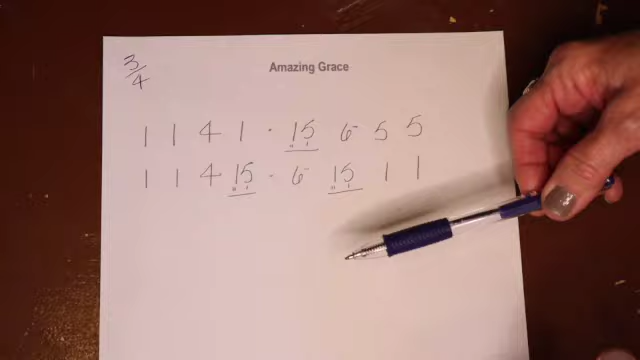 Amazing Grace
3/4
1 1 4 1 · 15 6- 5 5
1 1 4 15 - 6- 15 1 1